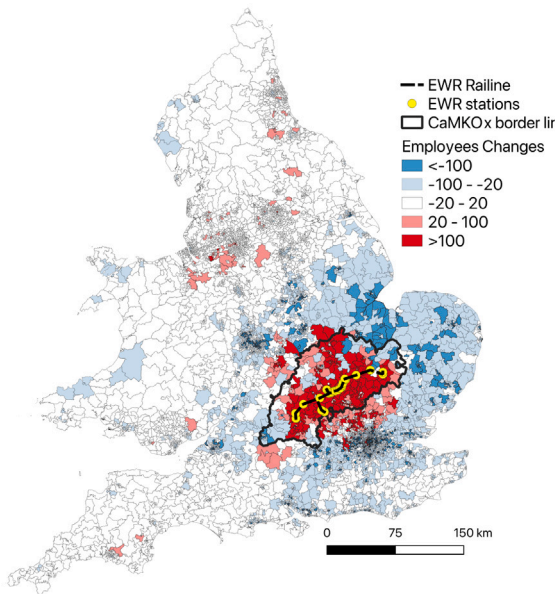 EWR Railine
EWR stations
CaMKOx border lir
Employees Changes
<-100
-100 - -20
-20 - 20
20 - 100
>100
0 75 150 km